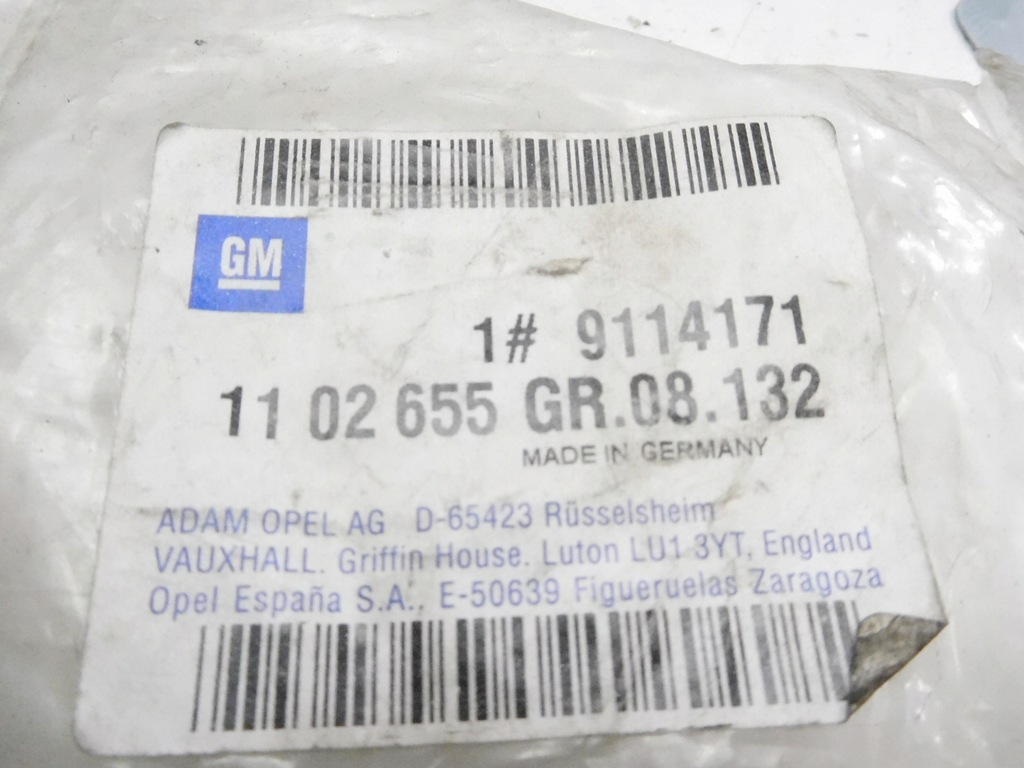 GM
1# 9114171
11 02 655 GR.08.132
MADE IN GERMANY
ADAM OPEL AG D-65423 Rüsselsheim
VAUXHALL. Griffin House. Luton LU1 3YT, England
Opel España S.A., E-50639 Figueruelas Zaragoza